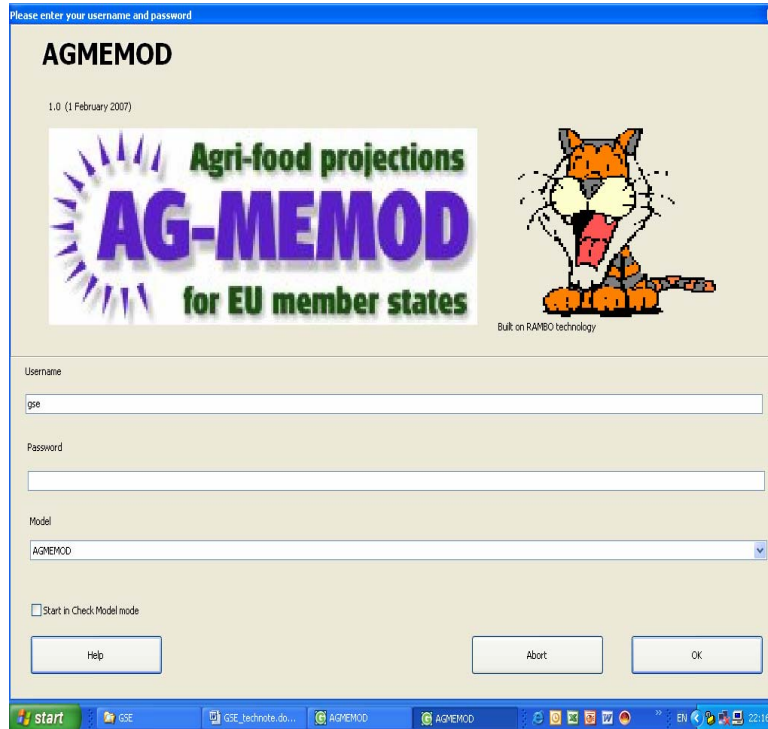 Please enter your username and password
AGMEMOD
1.0 (1 February 2007)
Agri-food projections
AG-MEMOD
for EU member states
Built on RAMBO technology
Username
gse
Password
Model
AGMEMOD
Start in Check Model mode
Help
Abort
OK
start
GSE
GSE_technote.do...
AGMEMOD
AGMEMOD
EN
22:16